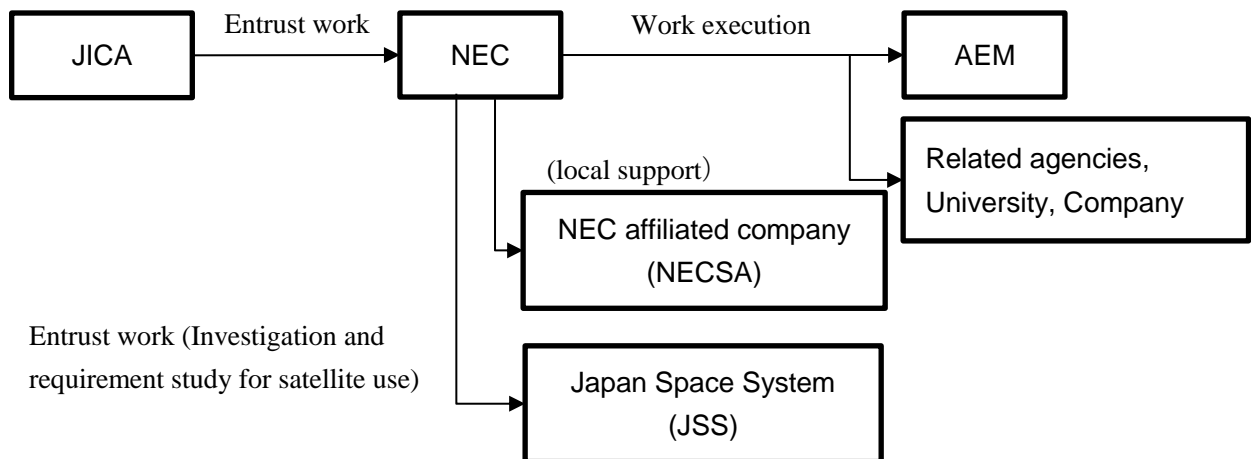 Entrust work
Work execution
JICA
NEC
AEM
Related agencies,
University, Company
(local support）
NEC affiliated company
(NECSA)
Entrust work (Investigation and
requirement study for satellite use)
Japan Space System
(JSS)